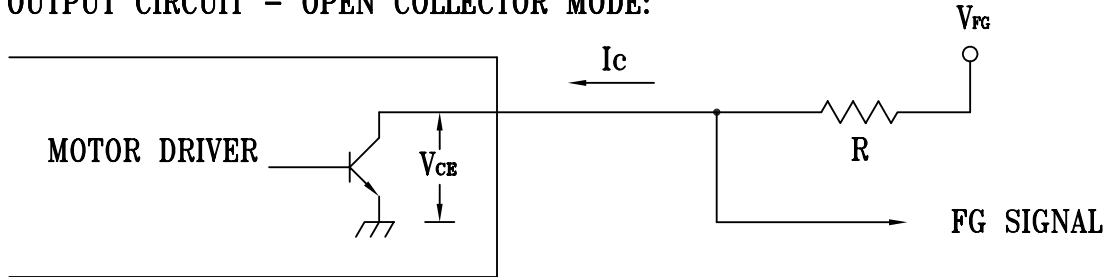 OUTPUT CIRCUIT - OPEN COLLECTOR MODE:
VFG
Ic
MOTOR DRIVER
VCE
R
FG SIGNAL